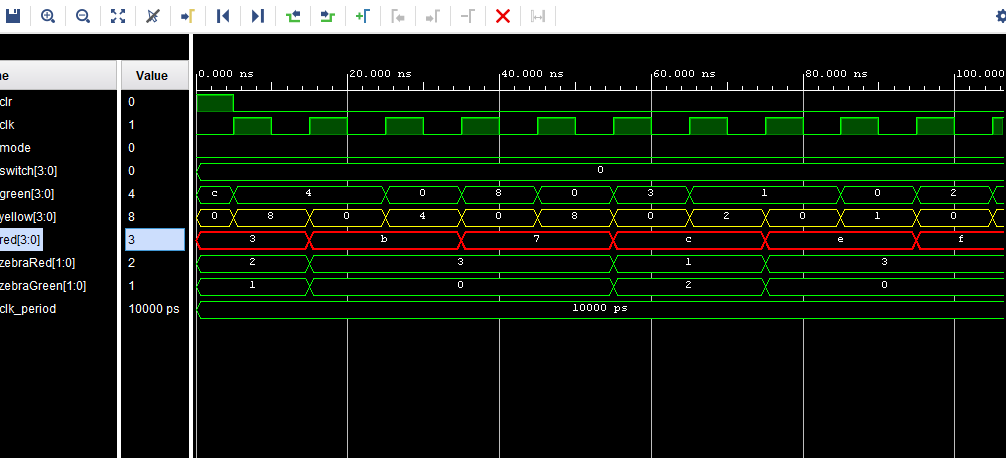 0.000 ns 20.000 ns 40.000 ns 60.000 ns 80.000 ns 100.00
ne Value
clr 0
clk 1
mode 0
switch[3:0] 0 0
green[3:0] 4 c 4 0 8 0 3 1 0 2
yellow[3:0] 8 0 8 0 4 0 8 0 2 0 1 0
red[3:0] 3 3 b 7 c e f
zebraRed[1:0] 2 2 3 1 3
zebraGreen[1:0] 1 1 0 2 0
clk_period 10000 ps 10000 ps